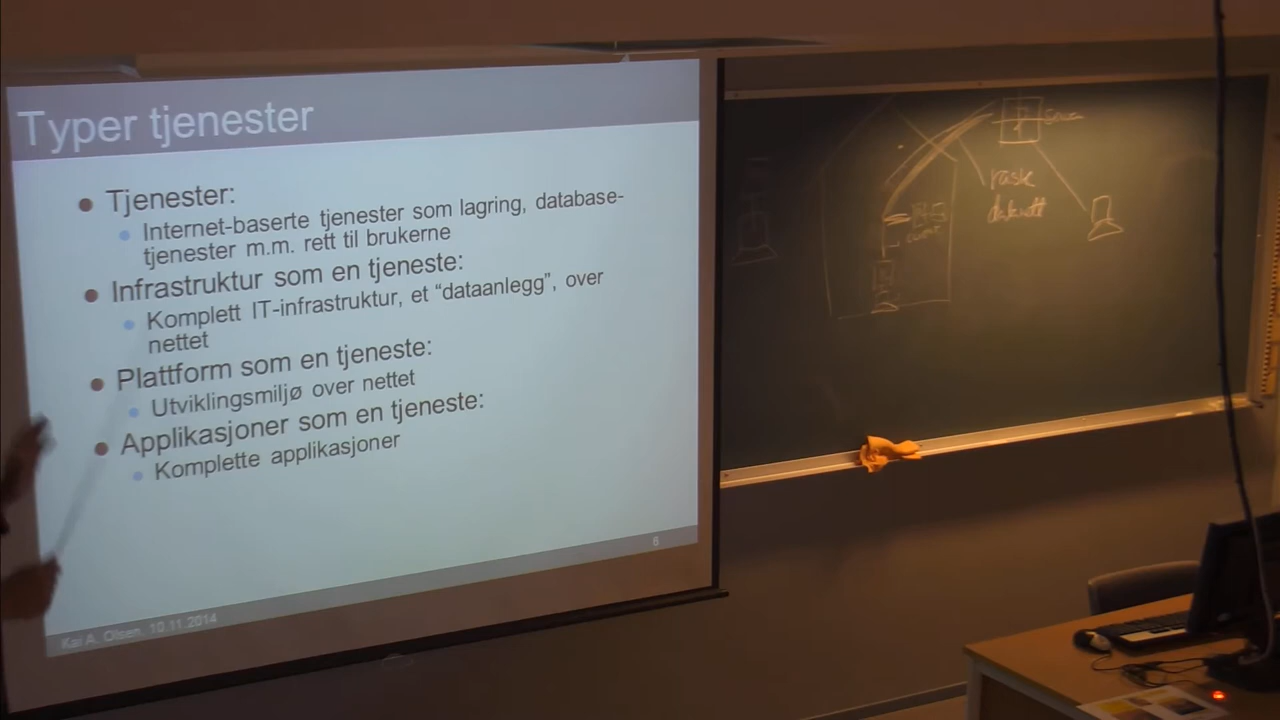 Typer tjenester
Tjenester:
Internet-baserte tjenester som lagring, database-
tjenester m.m. rett til brukerne
Infrastruktur som en tjeneste:
Komplett IT-infrastruktur, et “dataanlegg”, over
nettet
Plattform som en tjeneste:
Utviklingsmiljø over nettet
Applikasjoner som en tjeneste:
Komplette applikasjoner
6
Kai A. Olsen, 10.11.2014
rask